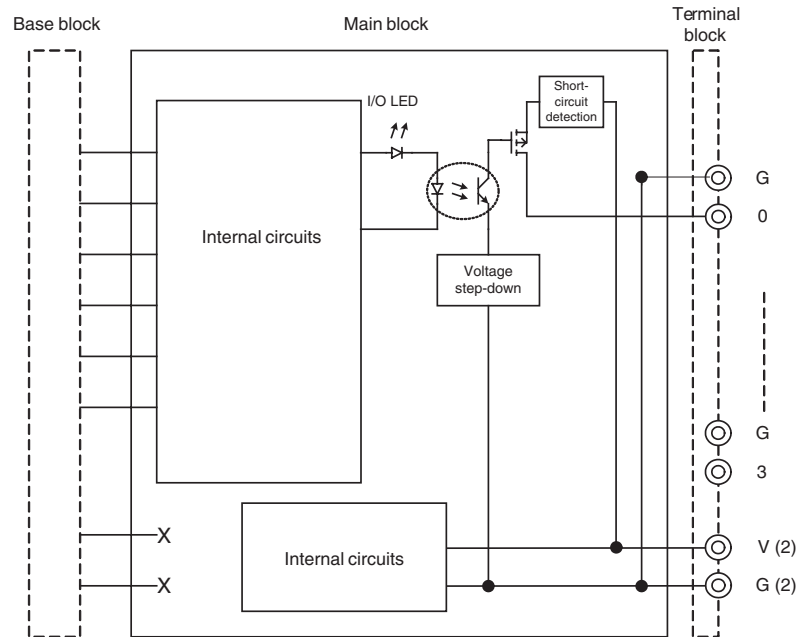 Base block
Main block
Terminal
block
I/O LED
Short-
circuit
detection
G
0
Internal circuits
Voltage
step-down
G
3
X
Internal circuits
V (2)
X
G (2)